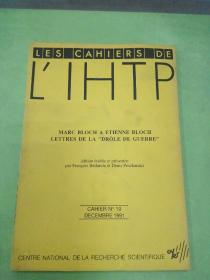 LES CAHIERS DE
L'IHTP
MARC BLOCH A ETIENNE BLOCH
LETTRES DE LA "DRÔLE DE GUERRE"
édition établie et présentée
par François Bédarida et Denis Peschanski
CAHIER N° 19
DECEMBRE 1991
CENTRE NATIONAL DE LA RECHERCHE SCIENTIFIQUE